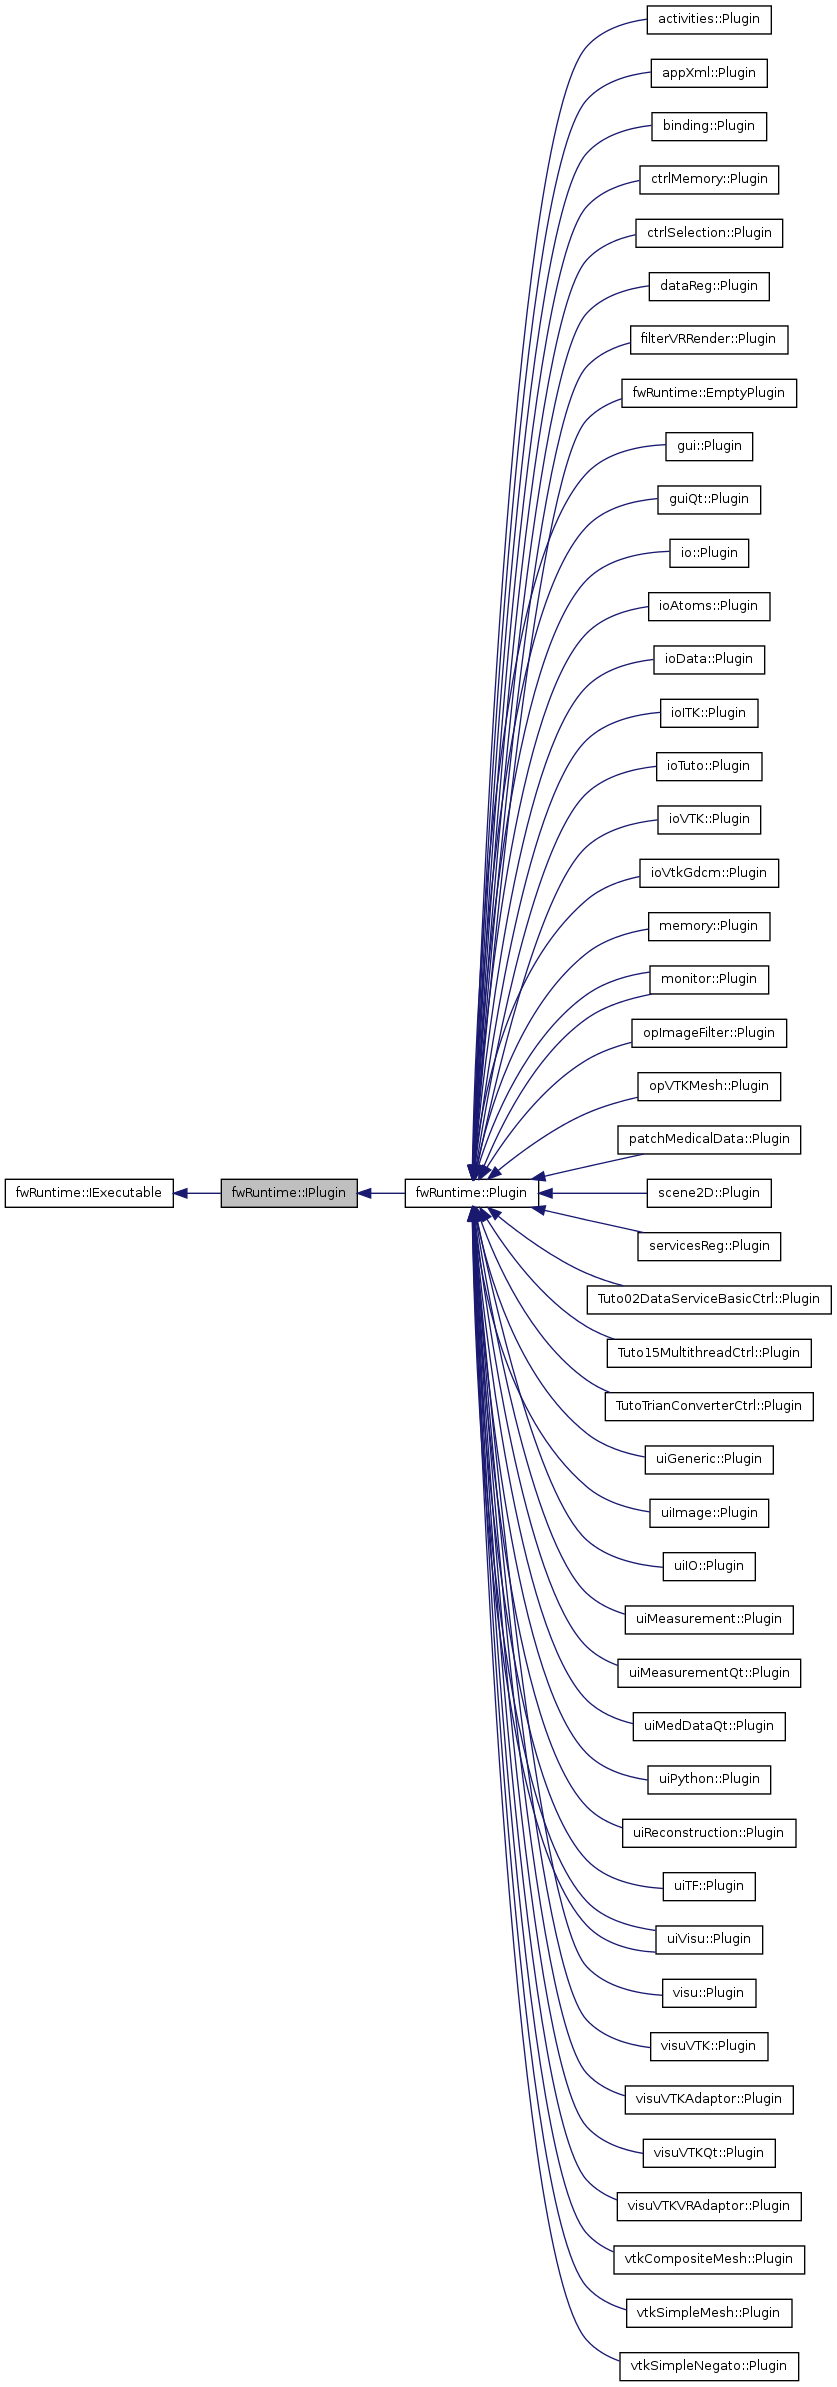 activities::Plugin
appXml::Plugin
binding::Plugin
ctrlMemory::Plugin
ctrlSelection::Plugin
dataReg::Plugin
filterVRRender::Plugin
fwRuntime::EmptyPlugin
gui::Plugin
guiQt::Plugin
io::Plugin
ioAtoms::Plugin
ioData::Plugin
ioITK::Plugin
ioTuto::Plugin
ioVTK::Plugin
ioVtkGdcm::Plugin
memory::Plugin
monitor::Plugin
opImageFilter::Plugin
opVTKMesh::Plugin
patchMedicalData::Plugin
fwRuntime::IExecutable
fwRuntime::IPlugin
fwRuntime::Plugin
scene2D::Plugin
servicesReg::Plugin
Tuto02DataServiceBasicCtrl::Plugin
Tuto15MultithreadCtrl::Plugin
TutoTrianConverterCtrl::Plugin
uiGeneric::Plugin
uiImage::Plugin
uiIO::Plugin
uiMeasurement::Plugin
uiMeasurementQt::Plugin
uiMedDataQt::Plugin
uiPython::Plugin
uiReconstruction::Plugin
uiTF::Plugin
uiVisu::Plugin
visu::Plugin
visuVTK::Plugin
visuVTKAdaptor::Plugin
visuVTKQt::Plugin
visuVTKVRAdaptor::Plugin
vtkCompositeMesh::Plugin
vtkSimpleMesh::Plugin
vtkSimpleNegato::Plugin